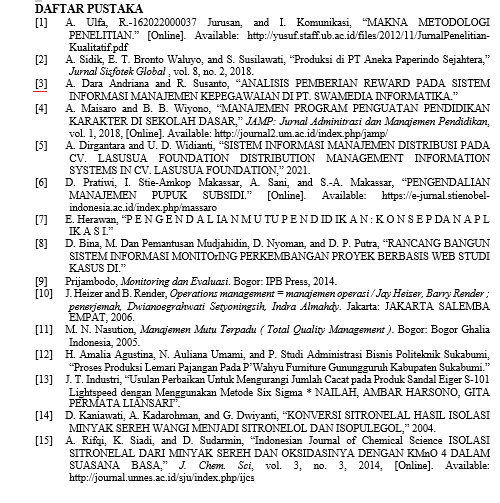 DAFTAR PUSTAKA
[1] A. Ulfa, R.-162022000037 Jurusan, and I. Komunikasi, “MAKNA METODOLOGI
PENELITIAN.” [Online]. Available: http://yusuf.staff.ub.ac.id/files/2012/11/JurnalPenelitian-
Kualitatif.pdf
[2] A. Sidik, E. T. Bronto Waluyo, and S. Susilawati, “Produksi di PT Aneka Paperindo Sejahtera,”
Jurnal Sisfotek Global , vol. 8, no. 2, 2018.
[3] A. Dara Andriana and R. Susanto, “ANALISIS PEMBERIAN REWARD PADA SISTEM
INFORMASI MANAJEMEN KEPEGAWAIAN DI PT. SWAMEDIA INFORMATIKA.”
[4] A. Maisaro and B. B. Wiyono, “MANAJEMEN PROGRAM PENGUATAN PENDIDIKAN
KARAKTER DI SEKOLAH DASAR,” JAMP: Jurnal Adminitrasi dan Manajemen Pendidikan,
vol. 1, 2018, [Online]. Available: http://journal2.um.ac.id/index.php/jamp/
[5] A. Dirgantara and U. D. Widianti, “SISTEM INFORMASI MANAJEMEN DISTRIBUSI PADA
CV. LASUSUA FOUNDATION DISTRIBUTION MANAGEMENT INFORMATION
SYSTEMS IN CV. LASUSUA FOUNDATION,” 2021.
[6] D. Pratiwi, I. Stie-Amkop Makassar, A. Sani, and S.-A. Makassar, “PENGENDALIAN
MANAJEMEN PUPUK SUBSIDI.” [Online]. Available: https://e-jurnal.stienobel-
indonesia.ac.id/index.php/massaro
[7] E. Herawan, “P E N G E N D A L IA N M U T U P E N D ID IK A N : K O N S E P D A N A P L
IK A S I.”
[8] D. Bina, M. Dan Pemantusan Mudjahidin, D. Nyoman, and D. P. Putra, “RANCANG BANGUN
SISTEM INFORMASI MONITOrING PERKEMBANGAN PROYEK BERBASIS WEB STUDI
KASUS DI.”
[9] Prijambodo, Monitoring dan Evaluasi. Bogor: IPB Press, 2014.
[10] J. Heizer and B. Render, Operations management = manajemen operasi / Jay Heizer, Barry Render ;
penerjemah, Dwianoegrahwati Setyoningsih, Indra Almahdy. Jakarta: JAKARTA SALEMBA
EMPAT, 2006.
[11] M. N. Nasution, Manajemen Mutu Terpadu ( Total Quality Management ). Bogor: Bogor Ghalia
Indonesia, 2005.
[12] H. Amalia Agustina, N. Auliana Umami, and P. Studi Administrasi Bisnis Politeknik Sukabumi,
“Proses Produksi Lemari Pajangan Pada P’Wahyu Furniture Gunungguruh Kabupaten Sukabumi.”
[13] J. T. Industri, “Usulan Perbaikan Untuk Mengurangi Jumlah Cacat pada Produk Sandal Eiger S-101
Lightspeed dengan Menggunakan Metode Six Sigma * NAILAH, AMBAR HARSONO, GITA
PERMATA LIANSARI”.
[14] D. Kaniawati, A. Kadarohman, and G. Dwiyanti, “KONVERSI SITRONELAL HASIL ISOLASI
MINYAK SEREH WANGI MENJADI SITRONELOL DAN ISOPULEGOL,” 2004.
[15] A. Rifqi, K. Siadi, and D. Sudarmin, “Indonesian Journal of Chemical Science ISOLASI
SITRONELAL DARI MINYAK SEREH DAN OKSIDASINYA DENGAN KMnO 4 DALAM
SUASANA BASA,” J. Chem. Sci, vol. 3, no. 3, 2014, [Online]. Available:
http://journal.unnes.ac.id/sju/index.php/ijcs